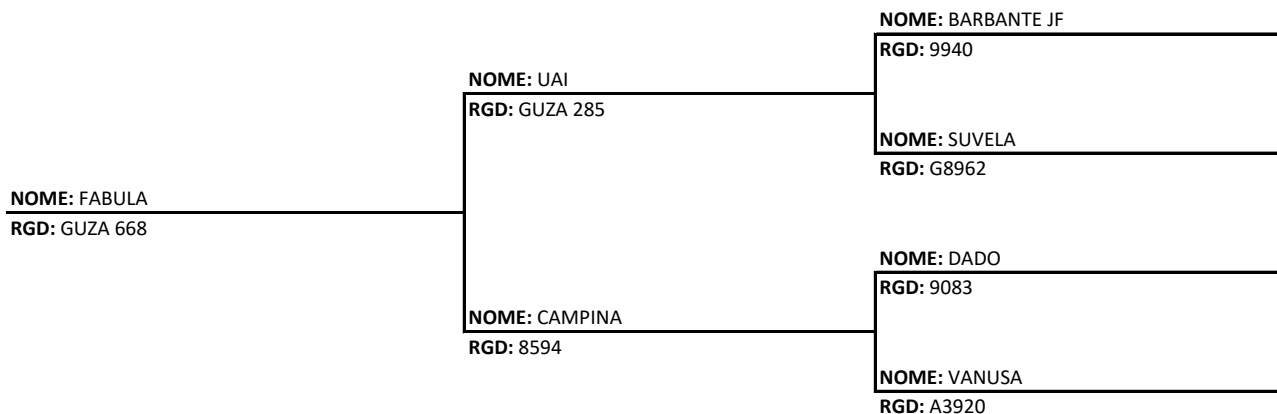 NOME: BARBANTE JF
RGD: 9940
NOME: UAI
RGD: GUZA 285
NOME: SUVELA
RGD: G8962
NOME: FABULA
RGD: GUZA 668
NOME: DADO
RGD: 9083
NOME: CAMPINA
RGD: 8594
NOME: VANUSA
RGD: A3920